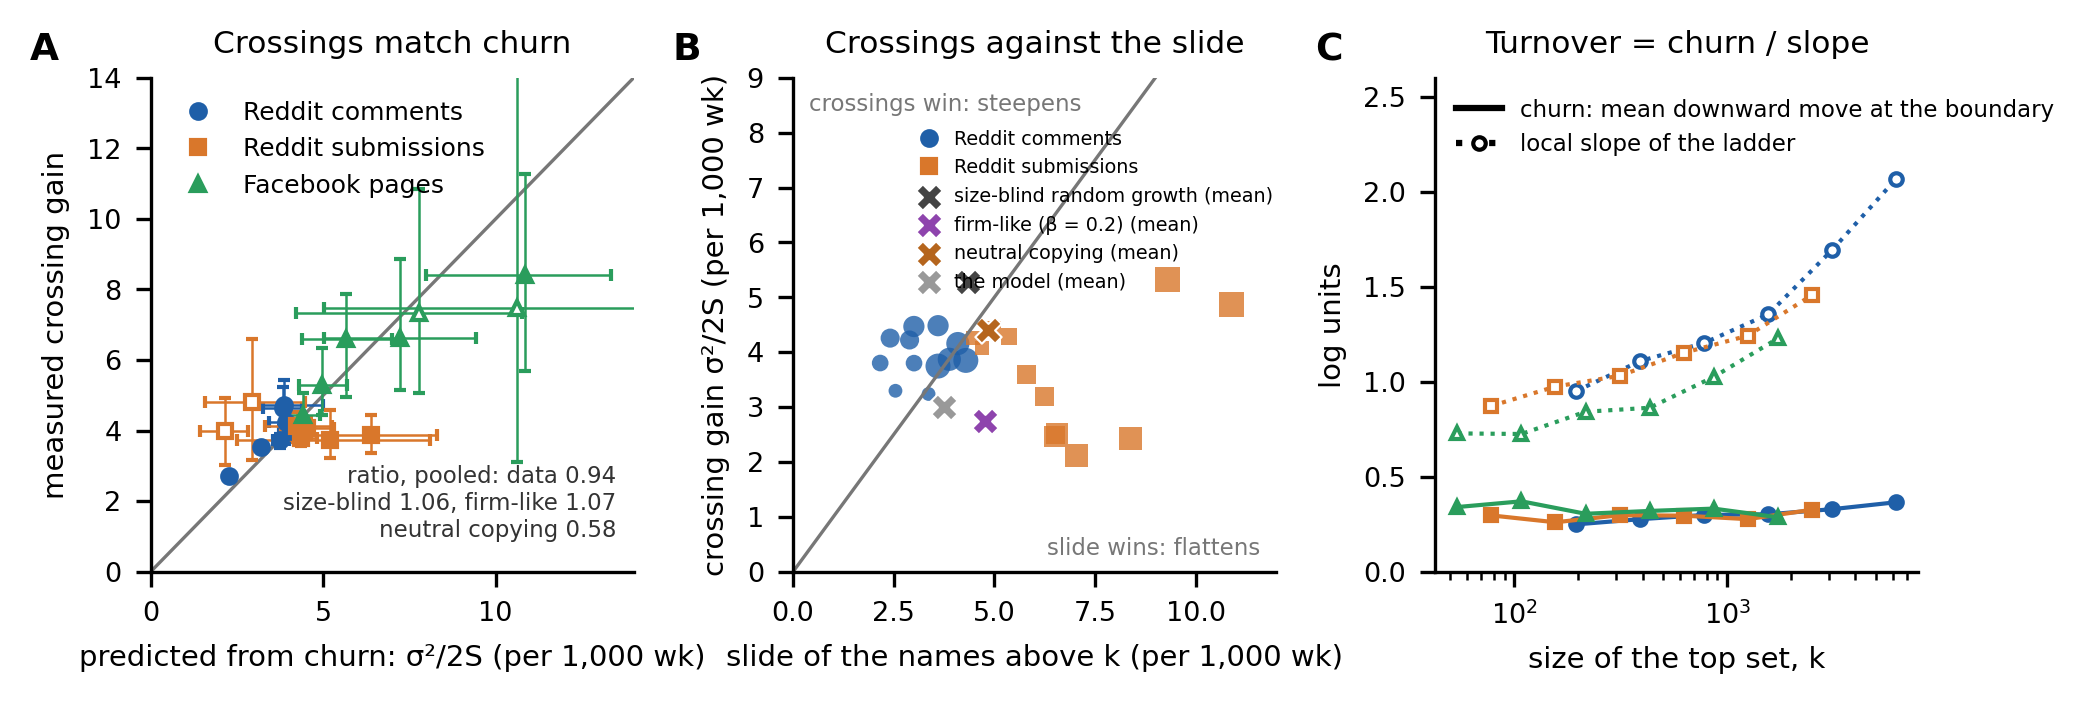 A
Crossings match churn
14
12
10
8
6
4
2
0
0
5
10
measured crossing gain
predicted from churn: σ²/2S (per 1,000 wk)
Reddit comments
Reddit submissions
Facebook pages
ratio, pooled: data 0.94
size-blind 1.06, firm-like 1.07
neutral copying 0.58
B
Crossings against the slide
9
8
7
6
5
4
3
2
1
0
0.0
2.5
5.0
7.5
10.0
crossing gain σ²/2S (per 1,000 wk)
slide of the names above k (per 1,000 wk)
crossings win: steepens
Reddit comments
Reddit submissions
size-blind random growth (mean)
firm-like (β = 0.2) (mean)
neutral copying (mean)
the model (mean)
slide wins: flattens
C
Turnover = churn / slope
2.5
2.0
1.5
1.0
0.5
0.0
10²
10³
log units
size of the top set, k
churn: mean downward move at the boundary
local slope of the ladder